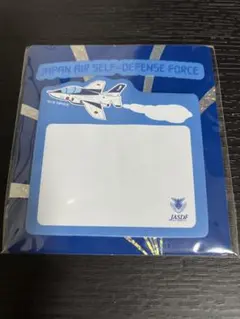 JAPAN AIR SELF-DEFENSE FORCE
JASDF